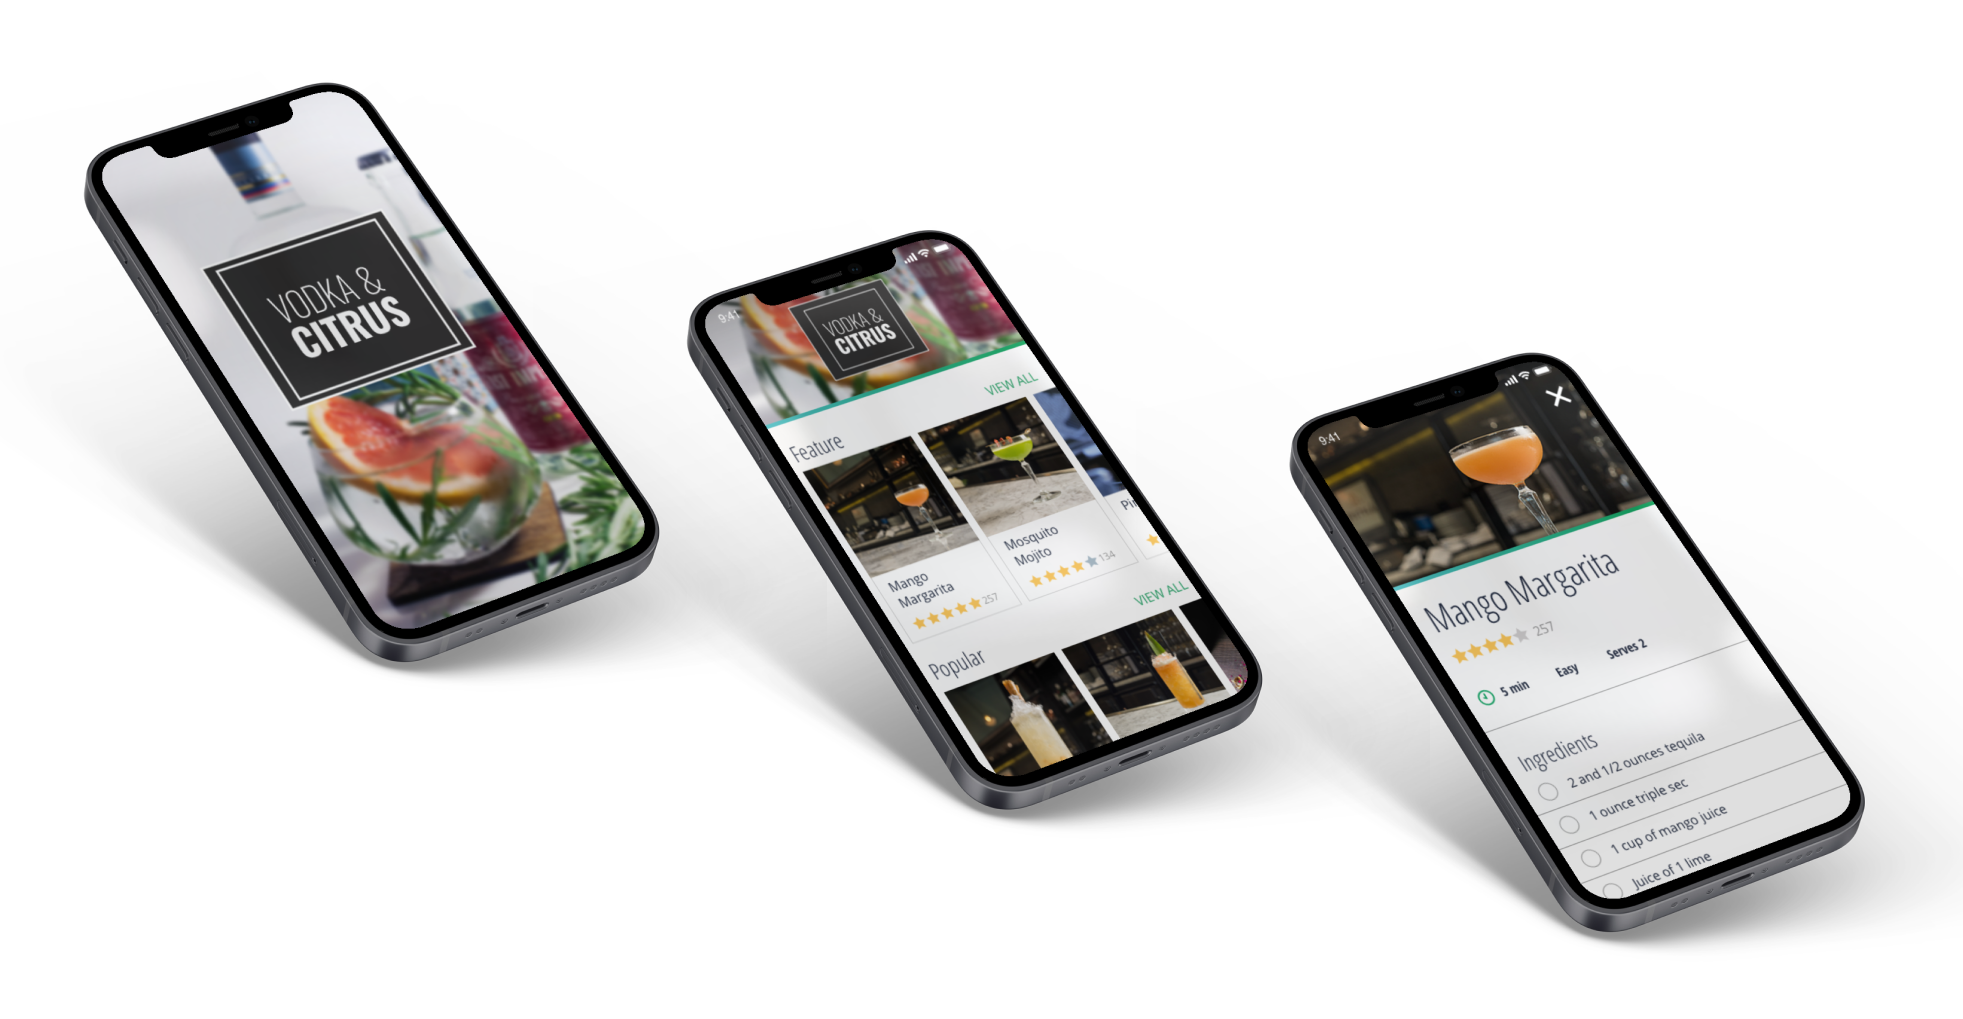 VODKA &
CITRUS
9:41
VODKA &
CITRUS
VIEW ALL
Feature
Mango
Margarita
257
Mosquito
Mojito
134
VIEW ALL
Popular
9:41
Mango Margarita
257
5 min
Easy
Serves 2
Ingredients
2 and 1/2 ounces tequila
1 ounce triple sec
1 cup of mango juice
Juice of 1 lime